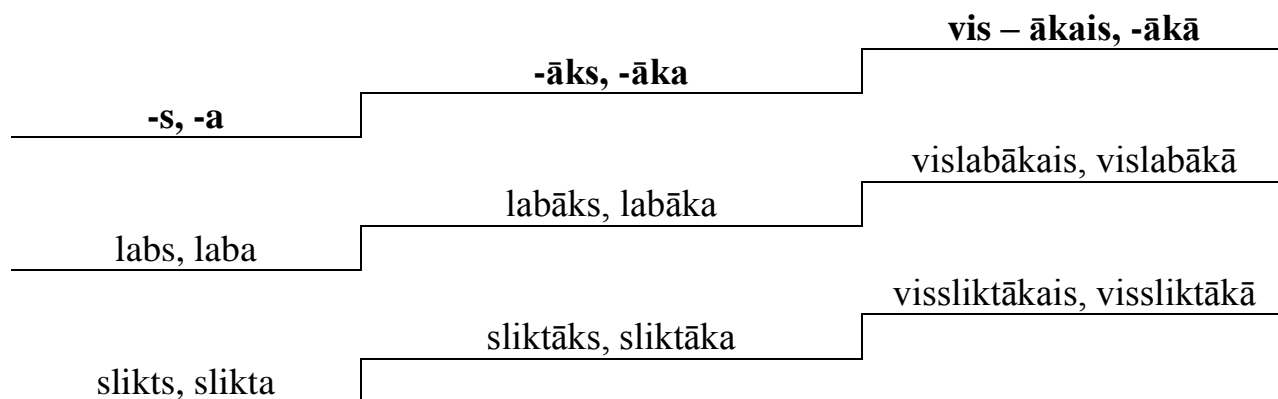 vis – ākais, -ākā
-āks, -āka
-s, -a
vislabākais, vislabākā
labāks, labāka
labs, laba
vissliktākais, vissliktākā
sliktāks, sliktāka
slikts, slikta